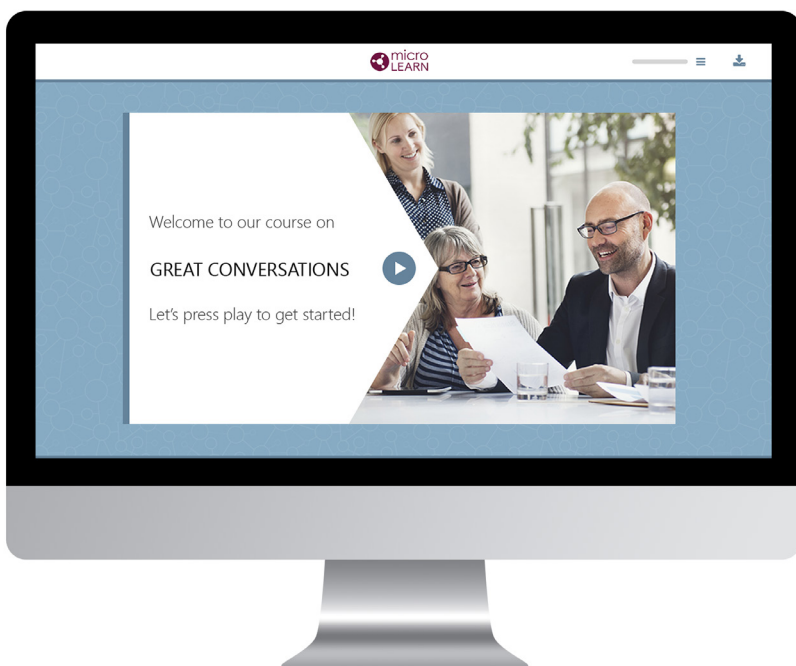 micro
LEARN
Welcome to our course on
GREAT CONVERSATIONS
Let's press play to get started!